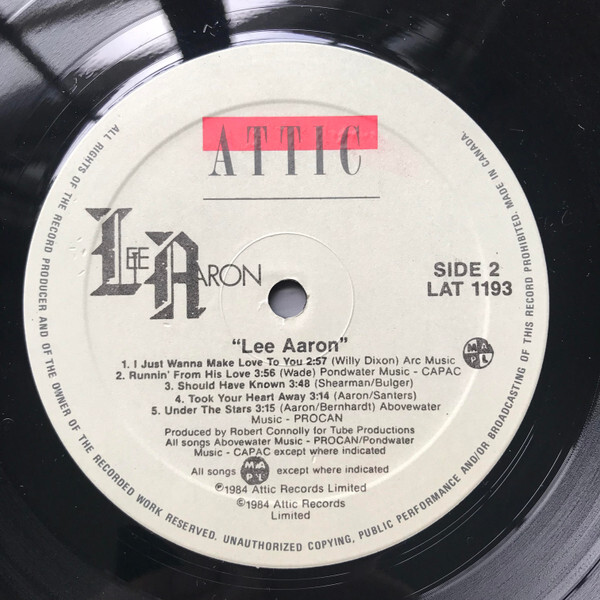 ATTIC
LEE AARON
SIDE 2
LAT 1193
"Lee Aaron"
1. I Just Wanna Make Love To You 2:57 (Willy Dixon) Arc Music
MAPL
2. Runnin' From His Love 3:56 (Wade) Pondwater Music - CAPAC
3. Should Have Known 3:48 (Shearman/Bulger)
4. Took Your Heart Away 3:14 (Aaron/Santers)
5. Under The Stars 3:15 (Aaron/Bernhardt) Abovewater
Music - PROCAN
Produced by Robert Connolly for Tube Productions
All songs Abovewater Music - PROCAN/Pondwater
Music - CAPAC except where indicated
All songs MAPL except where indicated
℗1984 Attic Records Limited
©1984 Attic Records
Limited
ALL RIGHTS OF THE RECORD PRODUCER AND OF THE OWNER OF THE RECORDED WORK RESERVED. UNAUTHORIZED COPYING, PUBLIC PERFORMANCE AND/OR BROADCASTING OF THIS RECORD PROHIBITED. MADE IN CANADA.